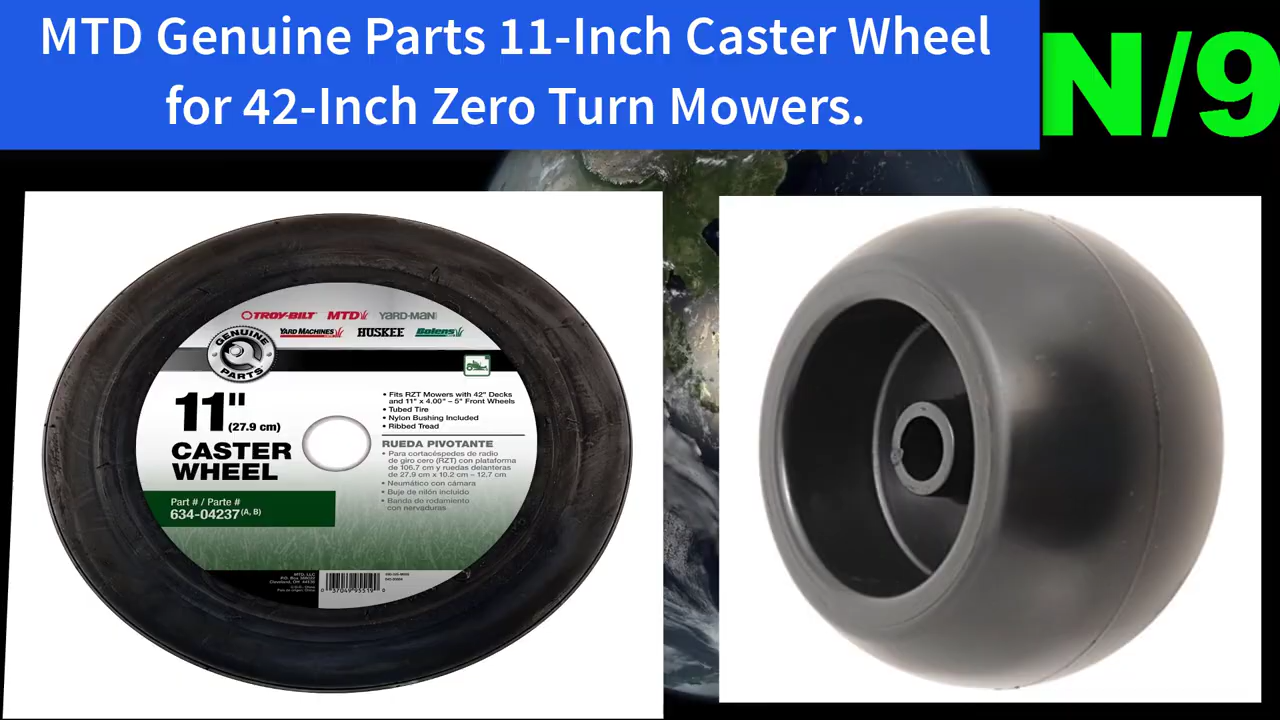 MTD Genuine Parts 11-Inch Caster Wheel
for 42-Inch Zero Turn Mowers.
N/9
TROY-BILT MTD YARD-MAN
YARD MACHINES HUSKEE Bolens
GENUINE
PARTS
11"
(27.9 cm)
CASTER
WHEEL
Part # / Parte #
634-04237(A, B)
• Fits RZT Mowers with 42" Decks
and 11" x 4.00" – 5" Front Wheels
• Tubed Tire
• Nylon Bushing Included
• Ribbed Tread
RUEDA PIVOTANTE
• Para cortacéspedes de radio
de giro cero (RZT) con plataforma
de 106.7 cm y ruedas delanteras
de 27.9 cm x 10.2 cm – 12.7 cm
• Neumático con cámara
• Buje de nilón incluido
• Banda de rodamiento
con nervaduras
MTD, LLC